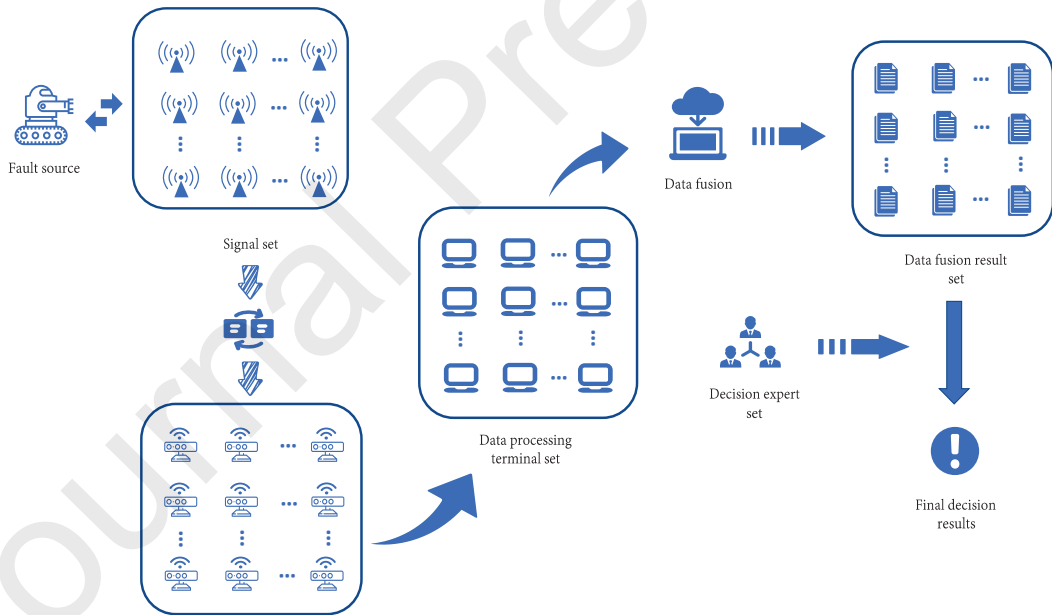 Fault source
Signal set
Data processing
terminal set
Data fusion
Data fusion result
set
Decision expert
set
Final decision
results
ournal Pre